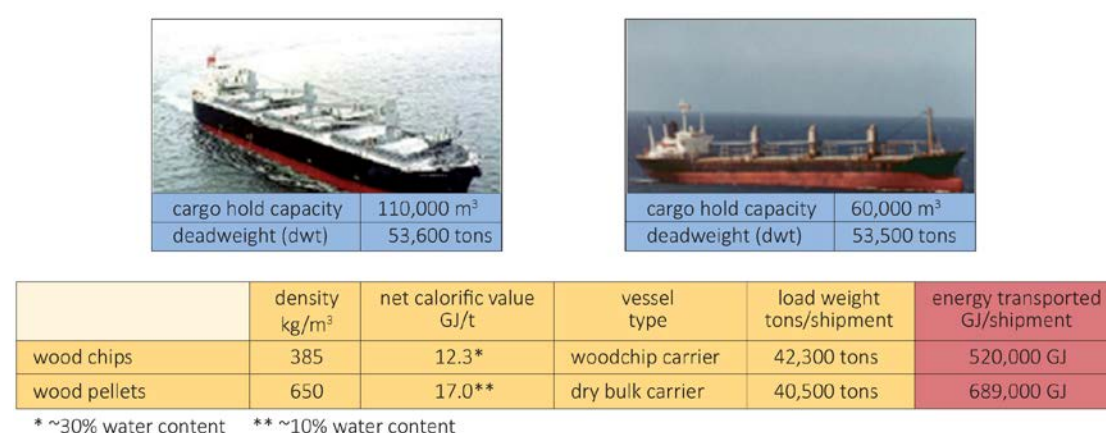 cargo hold capacity 110,000 m³
deadweight (dwt) 53,600 tons
cargo hold capacity 60,000 m³
deadweight (dwt) 53,500 tons
density kg/m³ net calorific value GJ/t vessel type load weight tons/shipment energy transported GJ/shipment
wood chips 385 12.3* woodchip carrier 42,300 tons 520,000 GJ
wood pellets 650 17.0** dry bulk carrier 40,500 tons 689,000 GJ
* ~30% water content ** ~10% water content